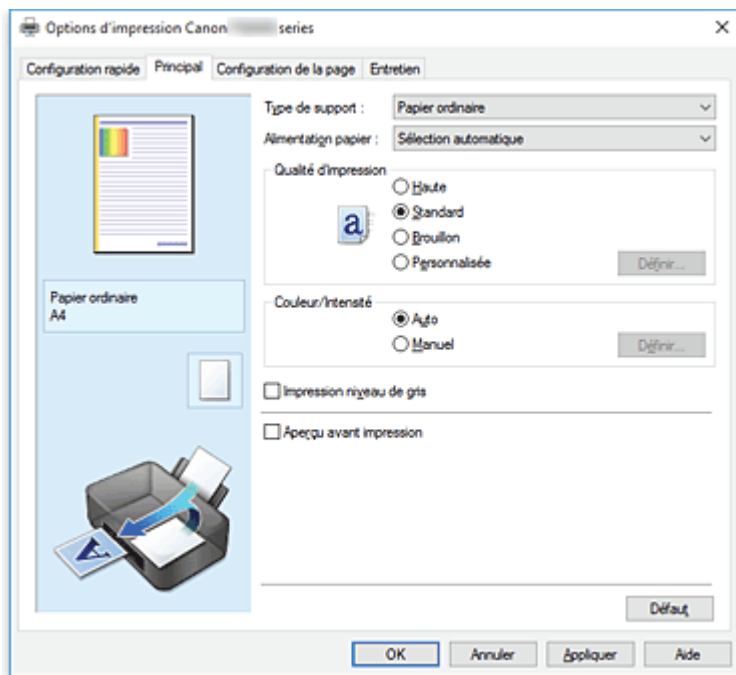 Options d'impression Canon series
Configuration rapide Principal Configuration de la page Entretien
Type de support : Papier ordinaire
Alimentation papier : Sélection automatique
Qualité d'impression
Haute
Standard
Brouillon
Personnalisée Définir...
Papier ordinaire
A4
Couleur/Intensité
Auto
Manuel Définir...
Impression niveau de gris
Aperçu avant impression
Défaut
OK Annuler Appliquer Aide